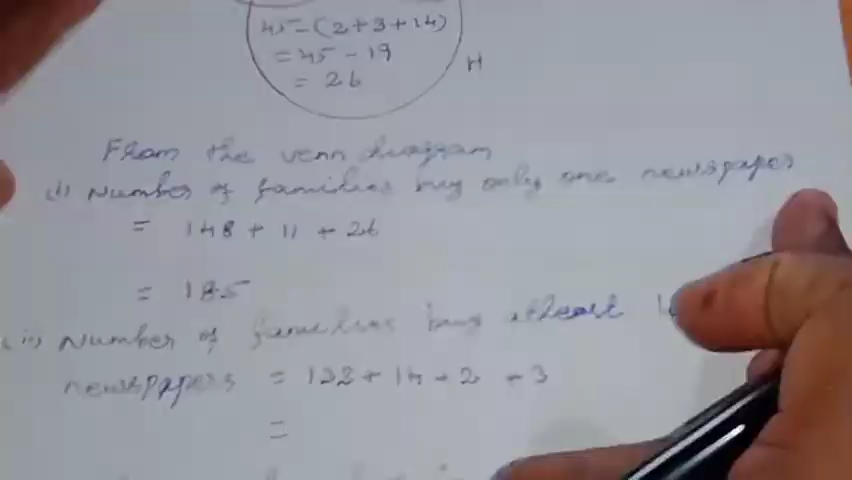 45-(2+3+14)
= 45 - 19
= 26
H
From the venn diagram
(i) Number of families buy only one newspaper
= 148 + 11 + 26
= 185
(ii) Number of families buy atleast
newspapers = 132 + 14 + 2 + 3
=